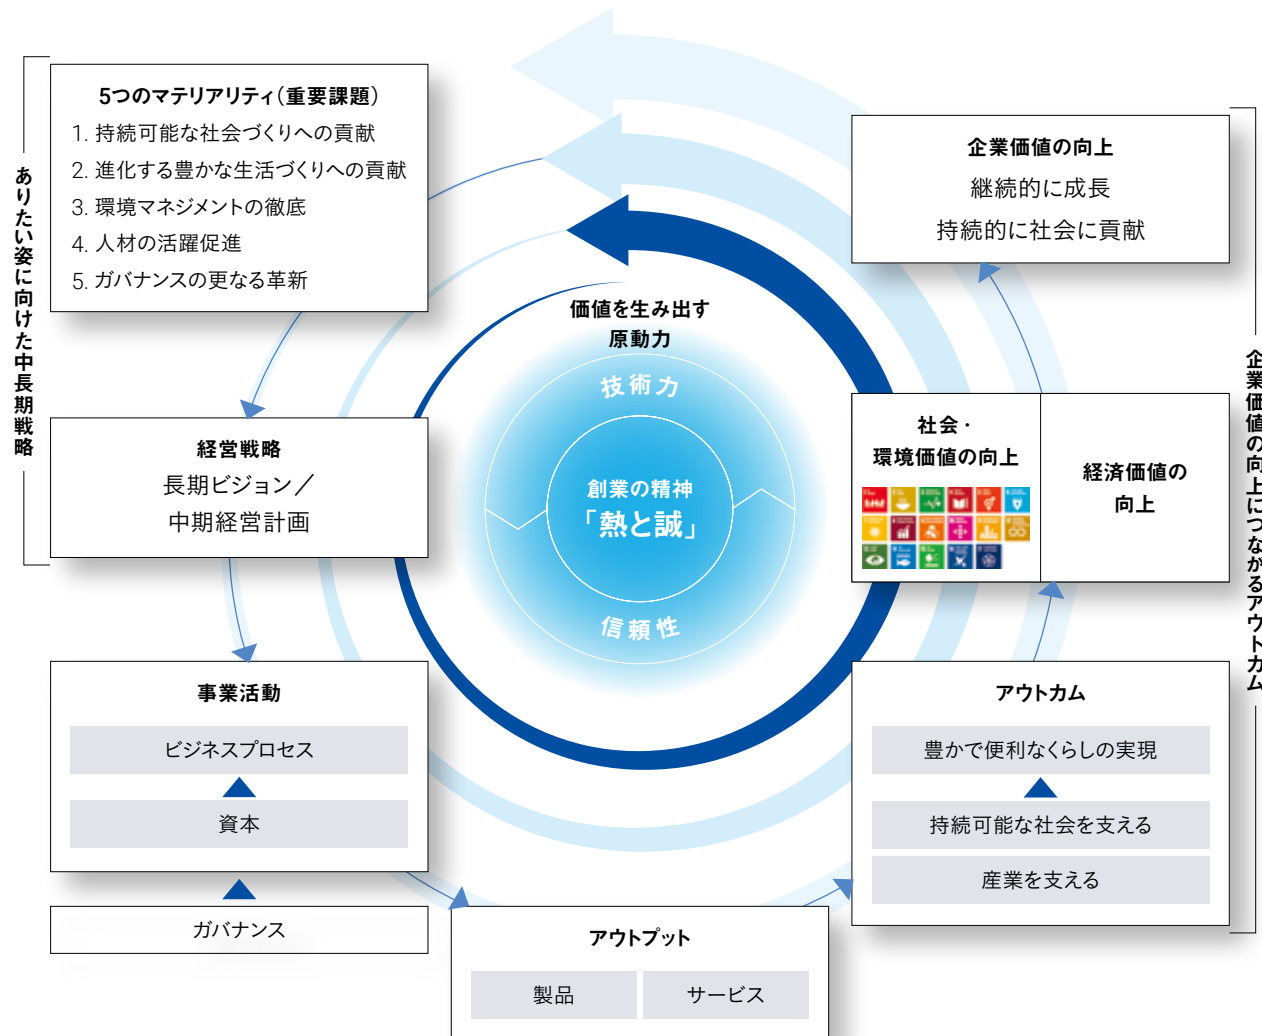 ありたい姿に向けた中長期戦略
5つのマテリアリティ（重要課題）
1. 持続可能な社会づくりへの貢献
2. 進化する豊かな生活づくりへの貢献
3. 環境マネジメントの徹底
4. 人材の活躍促進
5. ガバナンスの更なる革新
経営戦略
長期ビジョン／
中期経営計画
事業活動
ビジネスプロセス
資本
ガバナンス
価値を生み出す
原動力
技術力
創業の精神
「熱と誠」
信頼性
アウトプット
製品
サービス
企業価値の向上
継続的に成長
持続的に社会に貢献
社会・
環境価値の向上
経済価値の
向上
アウトカム
豊かで便利なくらしの実現
持続可能な社会を支える
産業を支える
企業価値の向上につながるアウトカム